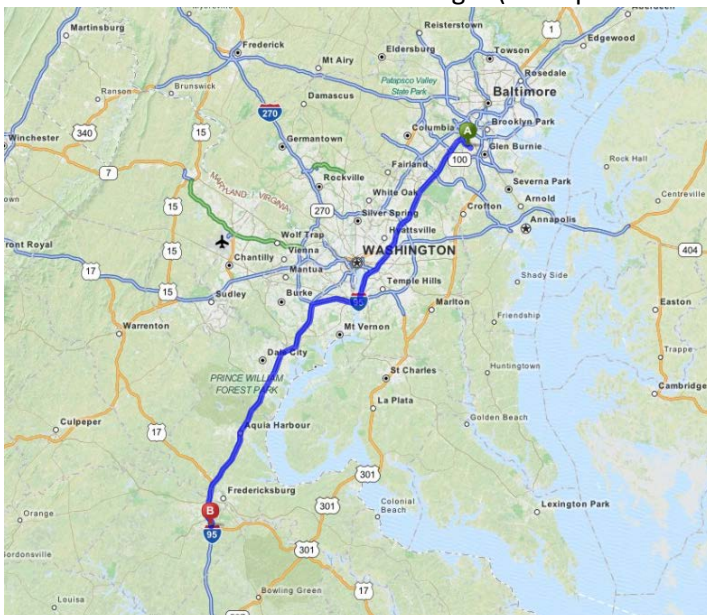 Reisterstown
1
Edgewood
Martinsburg
Frederick
Eldersburg
Towson
Mt Airy
Patapsco Valley
State Park
Rosedale
Ranson
Brunswick
Baltimore
Damascus
270
340
15
Columbia
A
Brooklyn Park
Winchester
Germantown
Glen Burnie
100
Rock Hall
7
Fairland
Rockville
MARYLAND
VIRGINIA
White Oak
Severna Park
Crofton
Arnold
Centreville
15
270
Silver Spring
Annapolis
Hyattsville
Wolf Trap
WASHINGTON
Front Royal
Vienna
404
Chantilly
17
Mantua
Temple Hills
Shady Side
15
Sudley
Burke
95
Marlton
Easton
Friendship
Warrenton
Mt Vernon
Trappe
Dale City
Huntingtown
PRINCE WILLIAM
FOREST PARK
St Charles
Cambridge
La Plata
Culpeper
17
Aquia Harbour
Golden Beach
301
Fredericksburg
Colonial
Beach
Lexington Park
Orange
B
301
95
Gordonsville
301
Bowling Green
17
Louisa